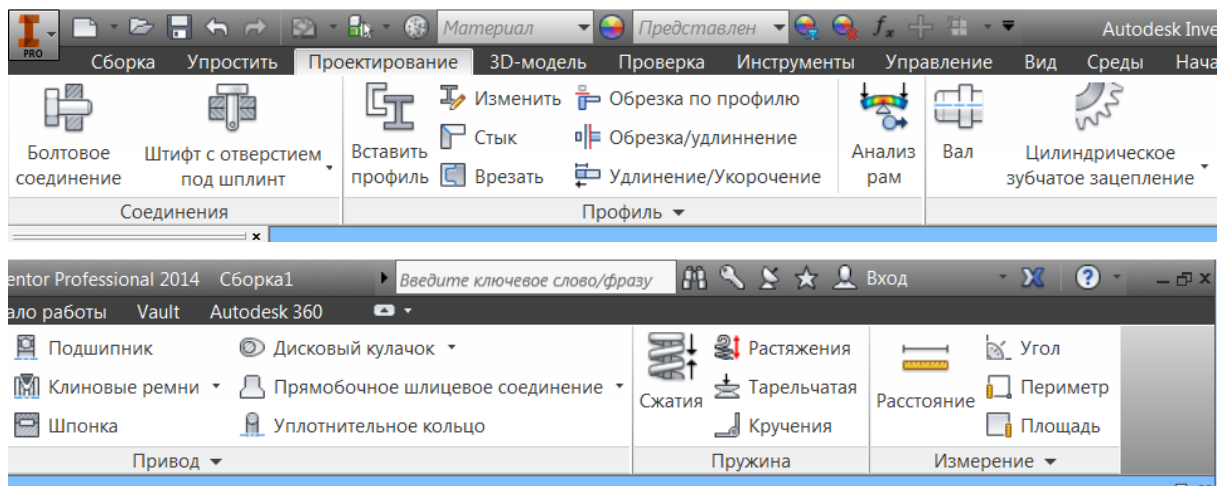 PRO
Материал
Представлен
fx
Autodesk Inve
Сборка Упростить Проектирование 3D-модель Проверка Инструменты Управление Вид Среды Нача
Болтовое соединение
Штифт с отверстием под шплинт
Соединения
Вставить профиль
Изменить
Стык
Врезать
Обрезка по профилю
Обрезка/удлиннение
Удлинение/Укорочение
Анализ рам
Профиль
Вал
Цилиндрическое зубчатое зацепление
entor Professional 2014 Сборка1
Введите ключевое слово/фразу
Вход
ало работы Vault Autodesk 360
Подшипник
Клиновые ремни
Шпонка
Дисковый кулачок
Прямобочное шлицевое соединение
Уплотнительное кольцо
Привод
Сжатия
Растяжения
Тарельчатая
Кручения
Пружина
Расстояние
Угол
Периметр
Площадь
Измерение